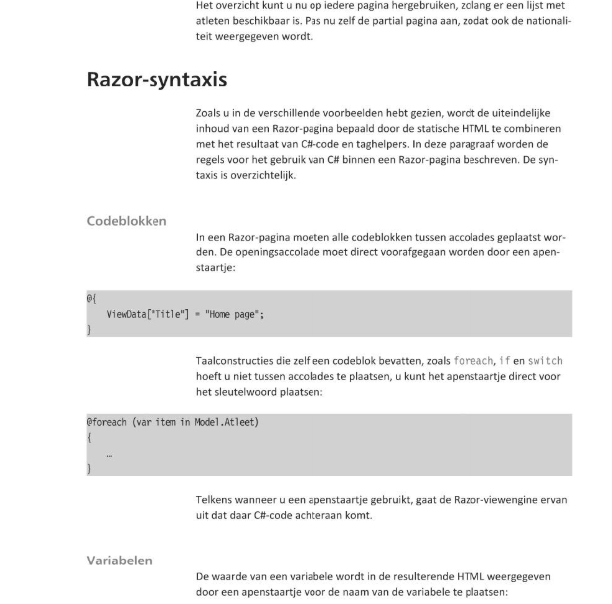 Het overzicht kunt u nu op iedere pagina hergebruiken, zolang er een lijst met
atleten beschikbaar is. Pas nu zelf de partial pagina aan, zodat ook de nationali-
teit weergegeven wordt.
Razor-syntaxis
Zoals u in de verschillende voorbeelden hebt gezien, wordt de uiteindelijke
inhoud van een Razor-pagina bepaald door de statische HTML te combineren
met het resultaat van C#-code en taghelpers. In deze paragraaf worden de
regels voor het gebruik van C# binnen een Razor-pagina beschreven. De syn-
taxis is overzichtelijk.
Codeblokken
In een Razor-pagina moeten alle codeblokken tussen accolades geplaatst wor-
den. De openingsaccolade moet direct voorafgegaan worden door een apen-
staartje:
@{
ViewData["Title"] = "Home page";
}
Taalconstructies die zelf een codeblok bevatten, zoals foreach, if en switch
hoeft u niet tussen accolades te plaatsen, u kunt het apenstaartje direct voor
het sleutelwoord plaatsen:
@foreach (var item in Model.Atleet)
{
…
}
Telkens wanneer u een apenstaartje gebruikt, gaat de Razor-viewengine ervan
uit dat daar C#-code achteraan komt.
Variabelen
De waarde van een variabele wordt in de resulterende HTML weergegeven
door een apenstaartje voor de naam van de variabele te plaatsen: